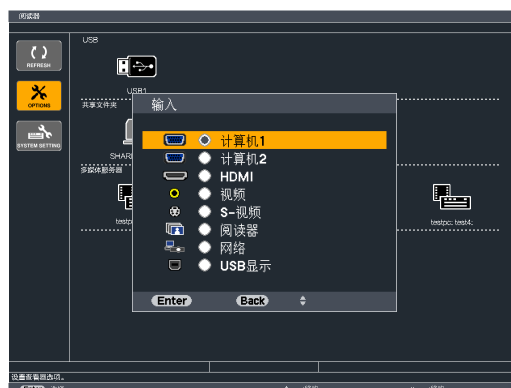 阅读器
USB
REFRESH
USB1
OPTIONS
共享文件夹
输入
计算机1
SYSTEM SETTING
计算机2
SHAR
多媒体服务器
HDMI
视频
S-视频
testp
阅读器
testpc: test4:
网络
USB显示
Enter
Back
设置查看器选项。